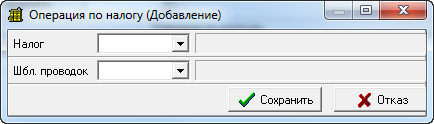 Операция по налогу (Добавление)
Налог
Шбл. проводок
Сохранить Отказ